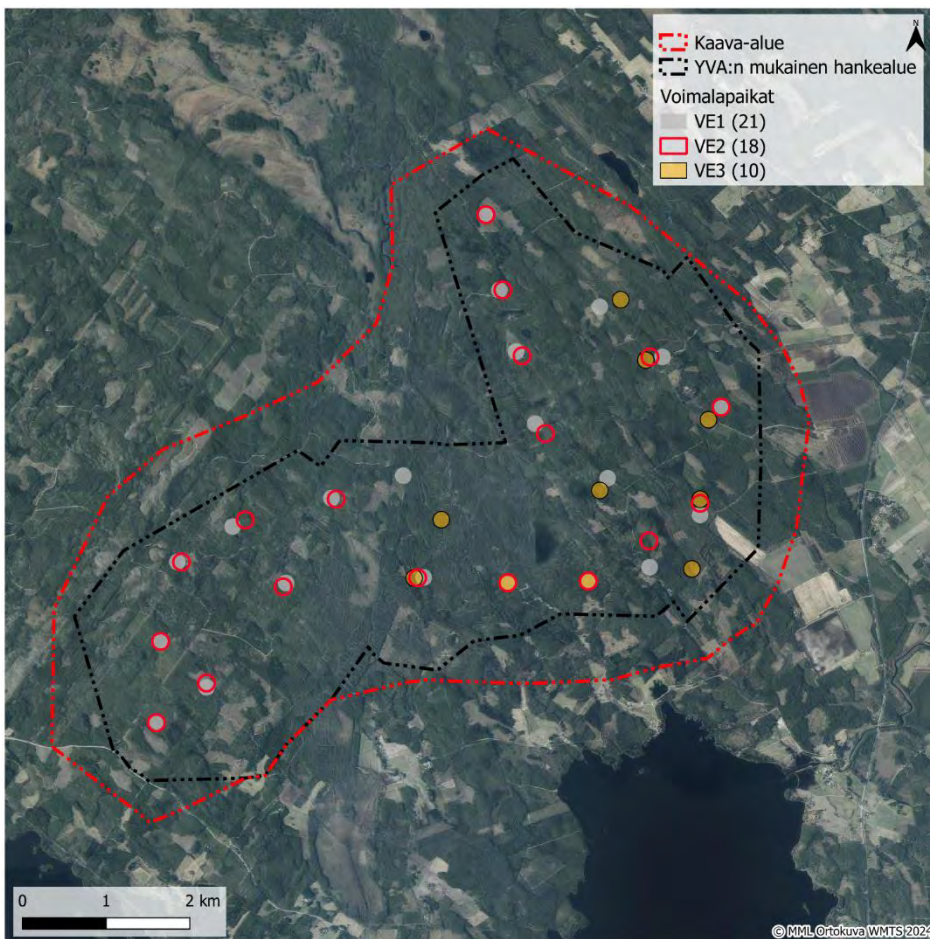 N
Kaava-alue
YVA:n mukainen hankealue
Voimalapaikat
VE1 (21)
VE2 (18)
VE3 (10)
0 1 2 km
© MML Ortokuva WMTS 2024